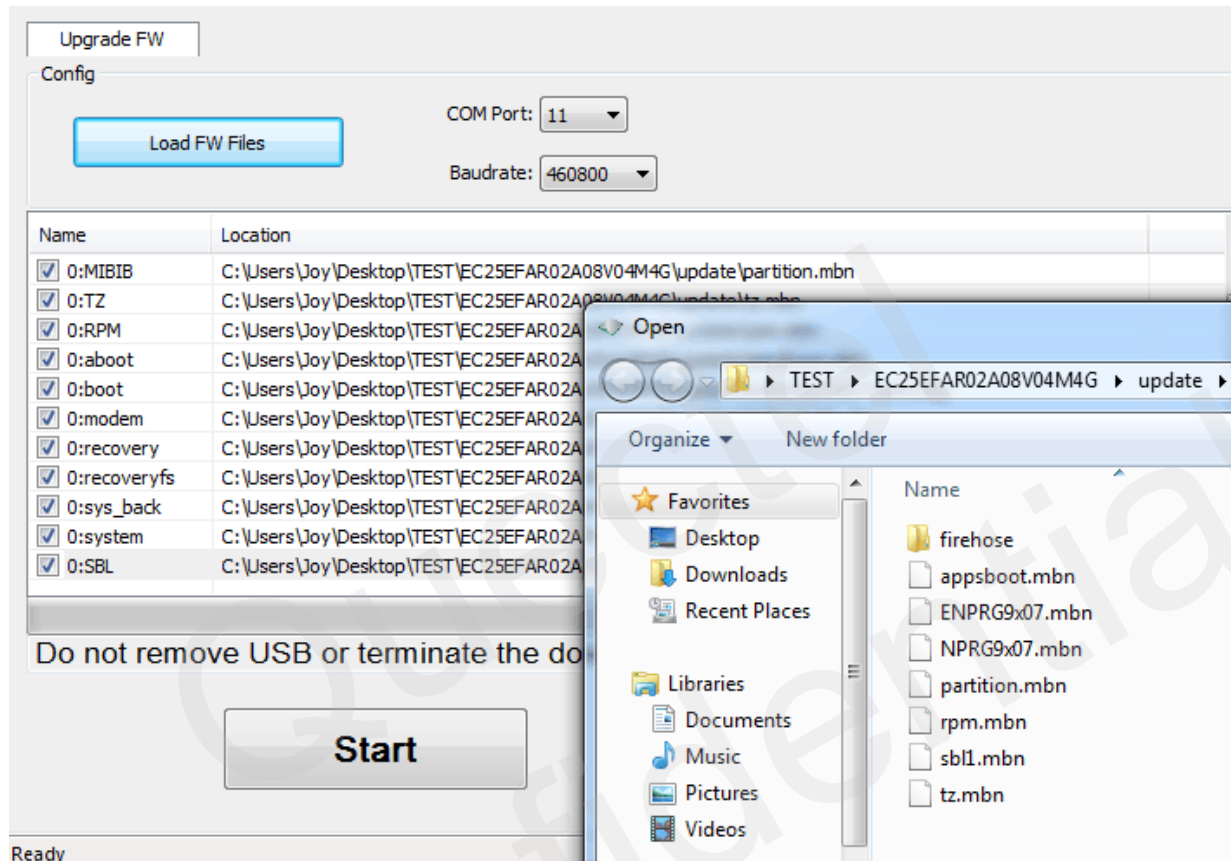 Upgrade FW
Config
Load FW Files
COM Port: 11
Baudrate: 460800
Name Location
0:MIBIB C:\Users\Joy\Desktop\TEST\EC25EFAR02A08V04M4G\update\partition.mbn
0:TZ C:\Users\Joy\Desktop\TEST\EC25EFAR02A08V04M4G\update\tz.mbn
0:RPM C:\Users\Joy\Desktop\TEST\EC25EFAR02A
0:aboot C:\Users\Joy\Desktop\TEST\EC25EFAR02A
0:boot C:\Users\Joy\Desktop\TEST\EC25EFAR02A
0:modem C:\Users\Joy\Desktop\TEST\EC25EFAR02A
0:recovery C:\Users\Joy\Desktop\TEST\EC25EFAR02A
0:recoveryfs C:\Users\Joy\Desktop\TEST\EC25EFAR02A
0:sys_back C:\Users\Joy\Desktop\TEST\EC25EFAR02A
0:system C:\Users\Joy\Desktop\TEST\EC25EFAR02A
0:SBL C:\Users\Joy\Desktop\TEST\EC25EFAR02A
Do not remove USB or terminate the do
Start
Ready
Open
TEST EC25EFAR02A08V04M4G update
Organize New folder
Favorites
Desktop
Downloads
Recent Places
Libraries
Documents
Music
Pictures
Videos
Name
firehose
appsboot.mbn
ENPRG9x07.mbn
NPRG9x07.mbn
partition.mbn
rpm.mbn
sbl1.mbn
tz.mbn
Quectel